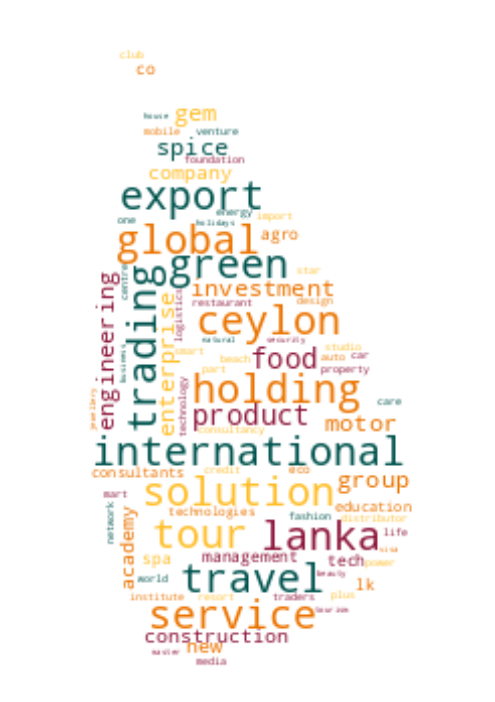 club
co
house gem
mobile venture
spice
foundation
company
export
energy import
one holidays
global agro
green star
centre
investment
engineering
trading
logistics
restaurant design
ceylon
enterprise
business
natural security
smart studio
food auto car
beach
part property
technology
holding
jewellery
care
product
motor
consultancy
international
consultants credit eco
group
solution
mart
education
network
technologies fashion distributor
academy
tour lanka life
visa
spa management tech power
world travel beauty lk
institute resort traders plus
service tourism
construction
master new
media